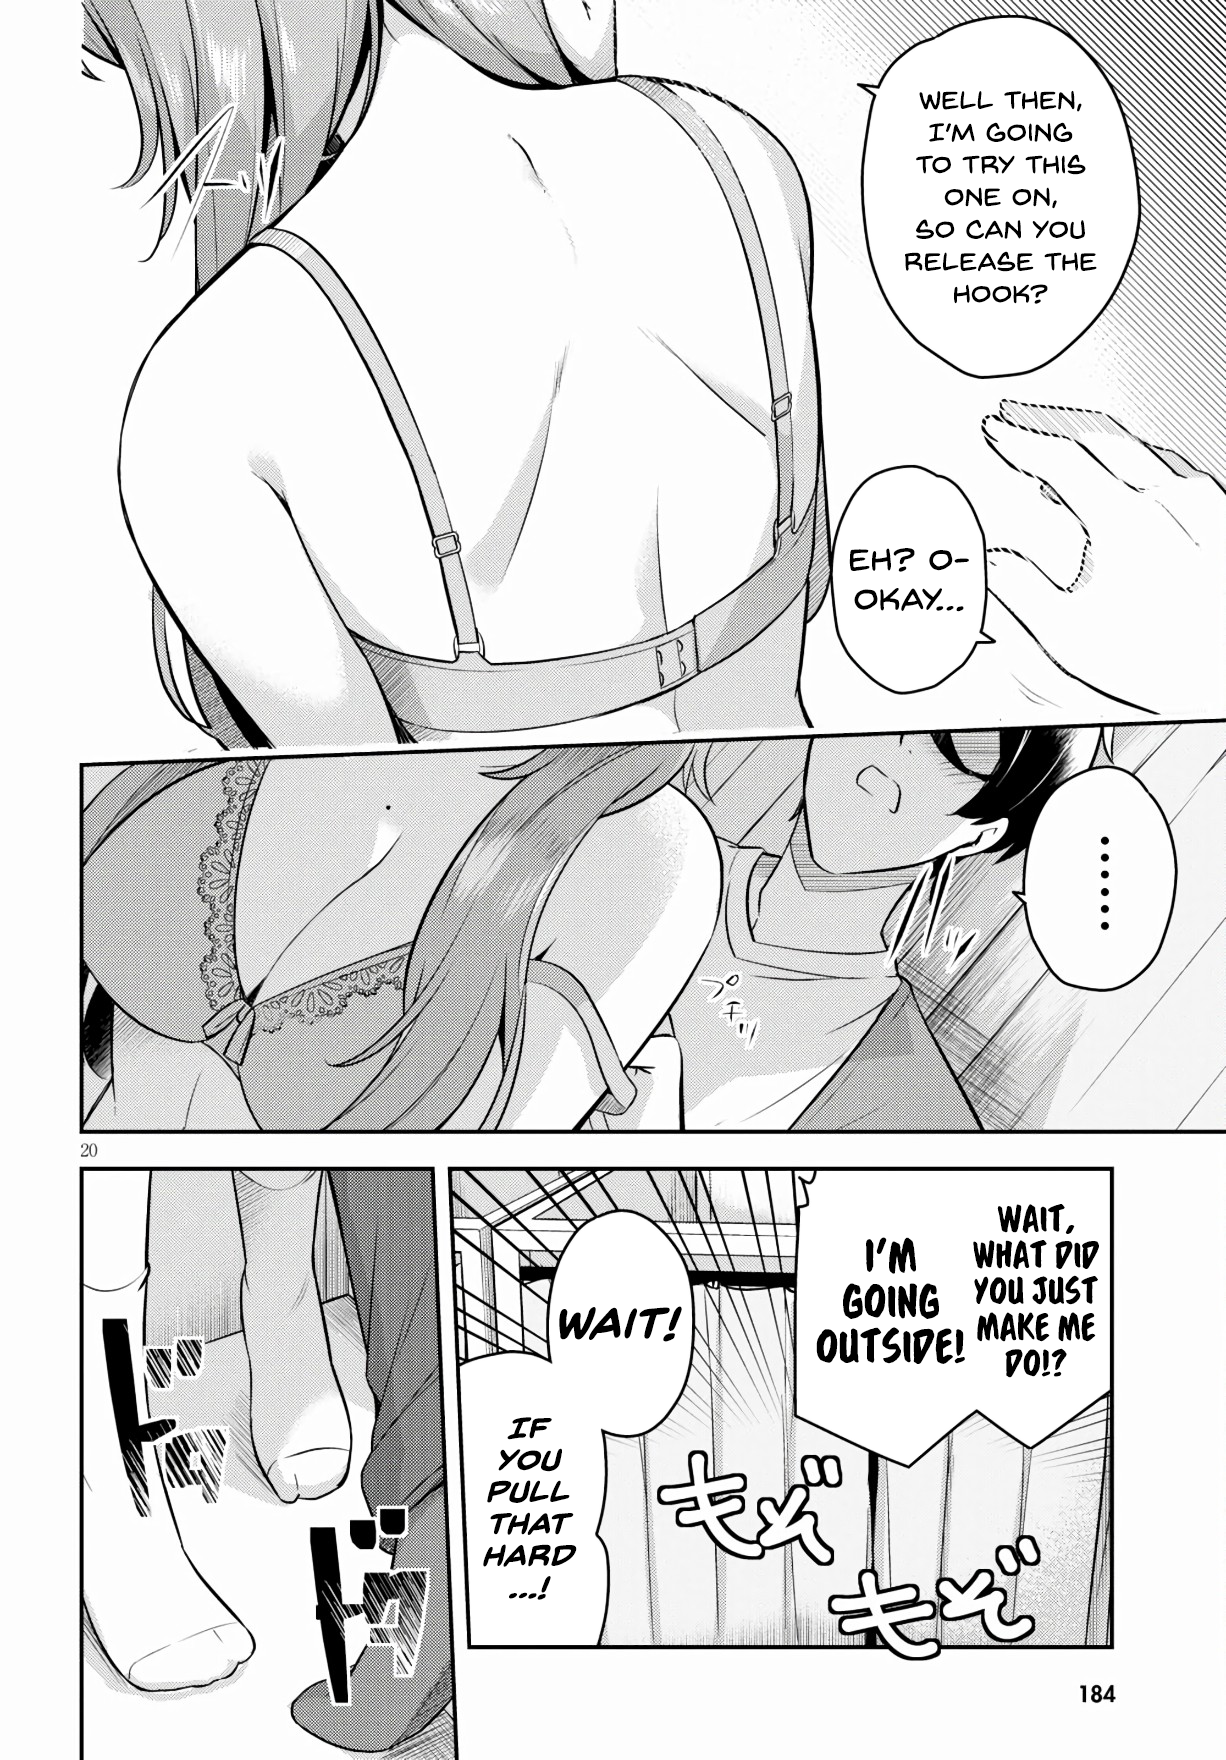 WELL THEN,
I'M GOING
TO TRY THIS
ONE ON,
SO CAN YOU
RELEASE THE
HOOK?
EH? O-
OKAY...
......
プチッ
20
WAIT,
WHAT DID
YOU JUST
MAKE ME
DO!?
I'M
GOING
OUTSIDE!
WAIT!
IF
YOU
PULL
THAT
HARD
...!
もぞ
もぞ
184